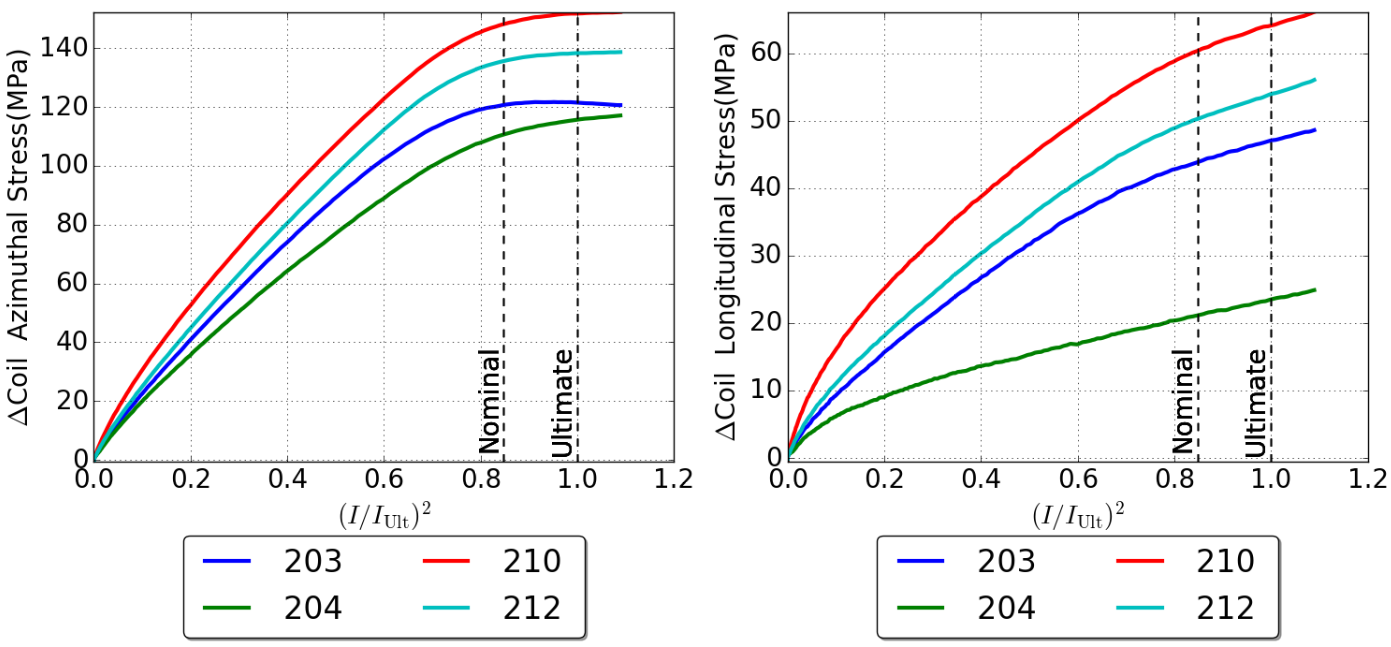 ΔCoil Azimuthal Stress(MPa)
140
120
100
80
60
40
20
0
Nominal
Ultimate
0.0 0.2 0.4 0.6 0.8 1.0 1.2
(I/I_Ult)^2
203 210
204 212
ΔCoil Longitudinal Stress(MPa)
60
50
40
30
20
10
0
Nominal
Ultimate
0.0 0.2 0.4 0.6 0.8 1.0 1.2
(I/I_Ult)^2
203 210
204 212